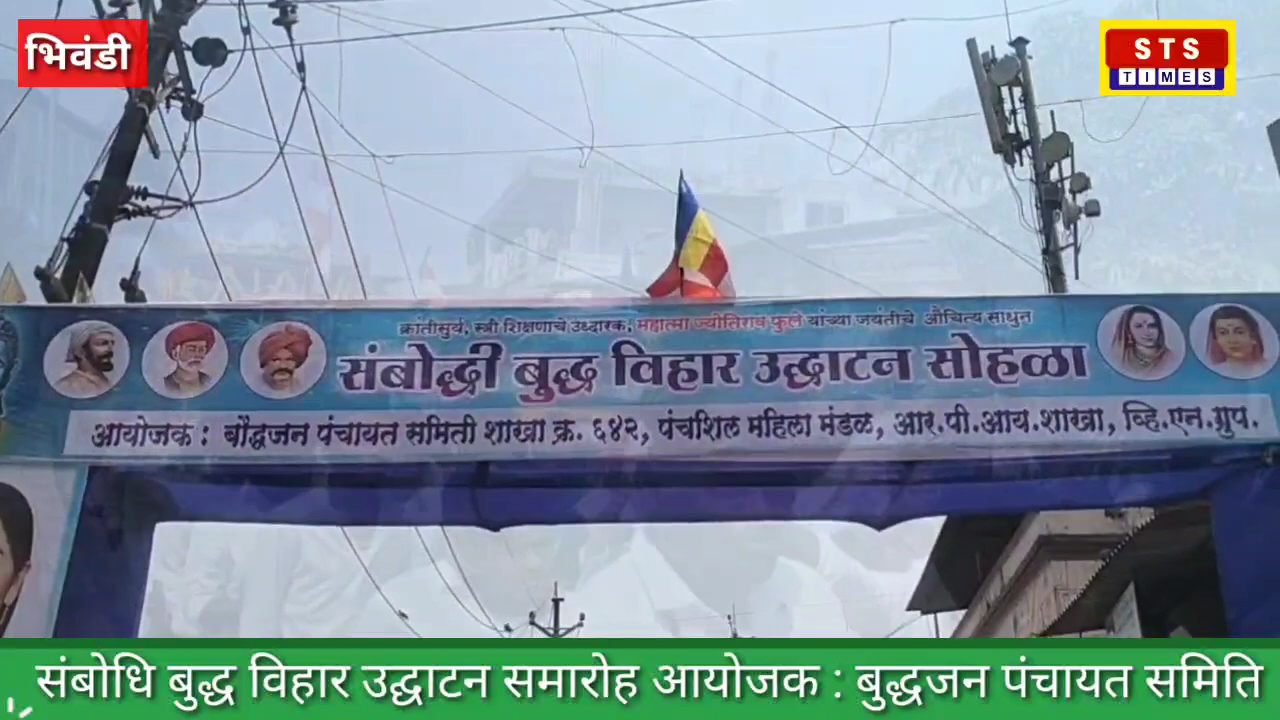 भिवंडी
STS
TIMES
क्रांतीसुर्य, स्त्री शिक्षणाचे उध्दारक, महात्मा ज्योतिराव फुले यांच्या जयंतीचे औचित्य साधुन
संबोद्धी बुद्ध विहार उद्घाटन सोहळा
आयोजक : बौद्धजन पंचायत समिती शाखा क्र. ६४२, पंचशिल महिला मंडळ, आर.पी.आय.शाखा, व्हि.एन.ग्रुप.
संबोधि बुद्ध विहार उद्घाटन समारोह आयोजक : बुद्धजन पंचायत समिति